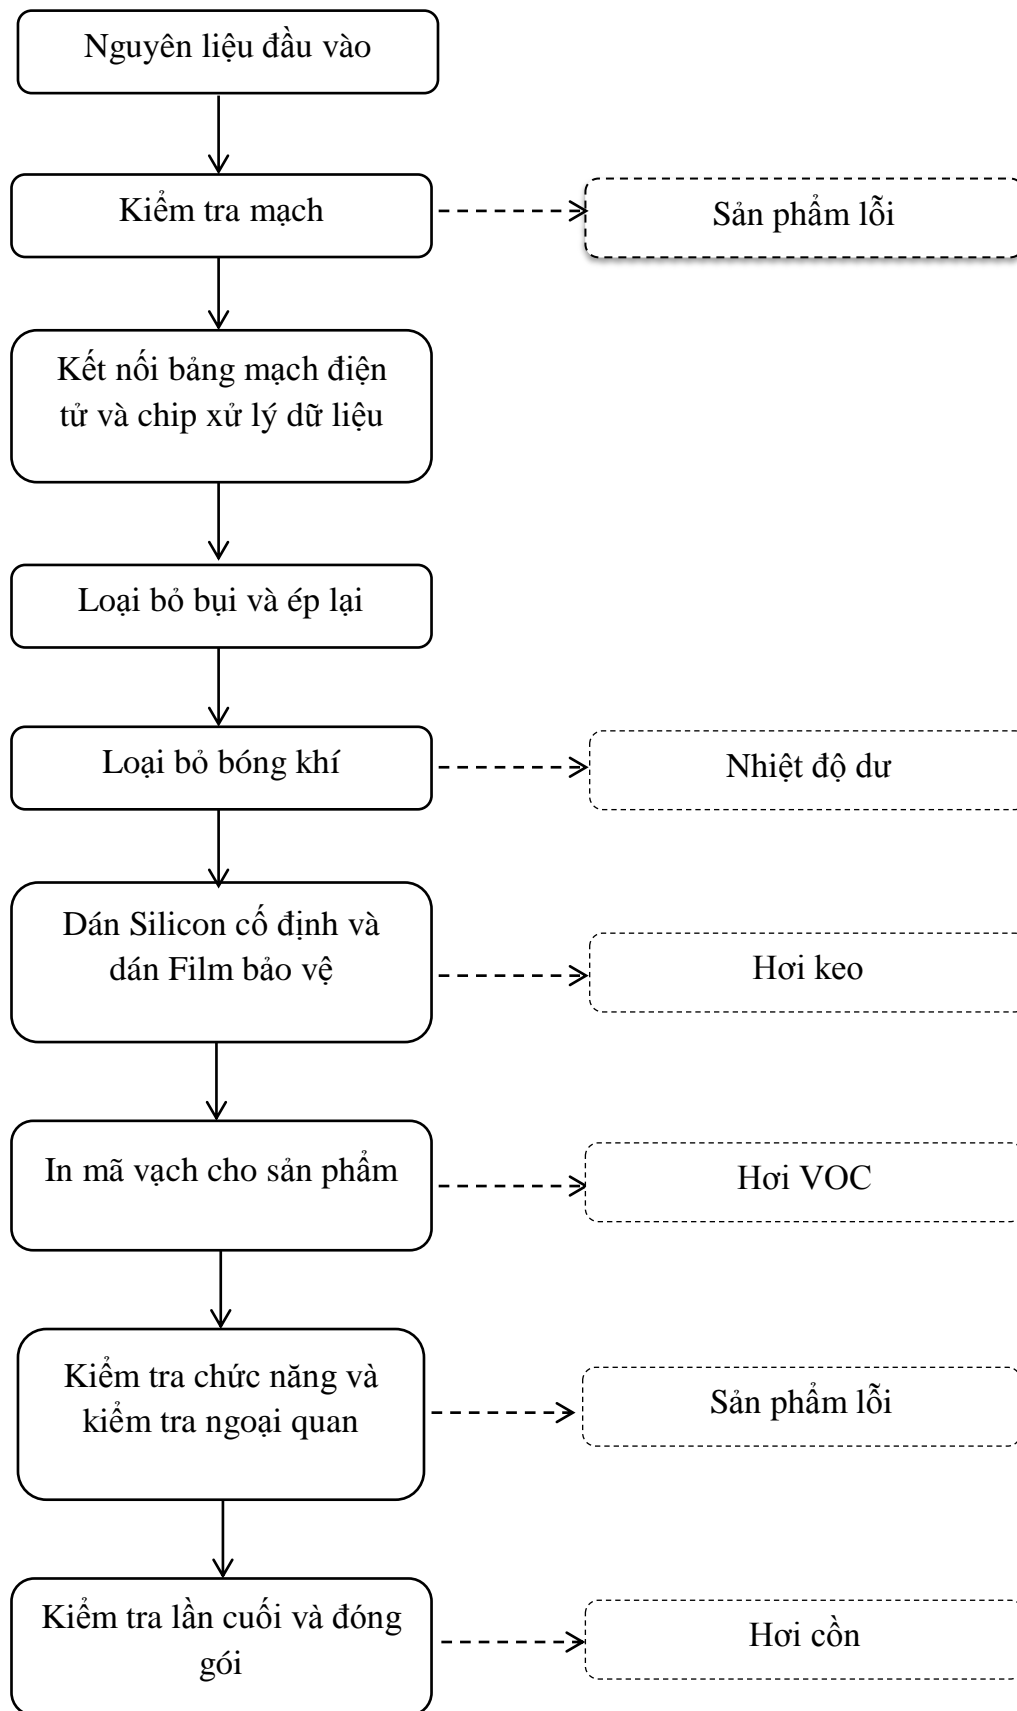 Nguyên liệu đầu vào
Kiểm tra mạch
Sản phẩm lỗi
Kết nối bảng mạch điện
tử và chip xử lý dữ liệu
Loại bỏ bụi và ép lại
Loại bỏ bóng khí
Nhiệt độ dư
Dán Silicon cố định và
dán Film bảo vệ
Hơi keo
In mã vạch cho sản phẩm
Hơi VOC
Kiểm tra chức năng và
kiểm tra ngoại quan
Sản phẩm lỗi
Kiểm tra lần cuối và đóng
gói
Hơi cồn